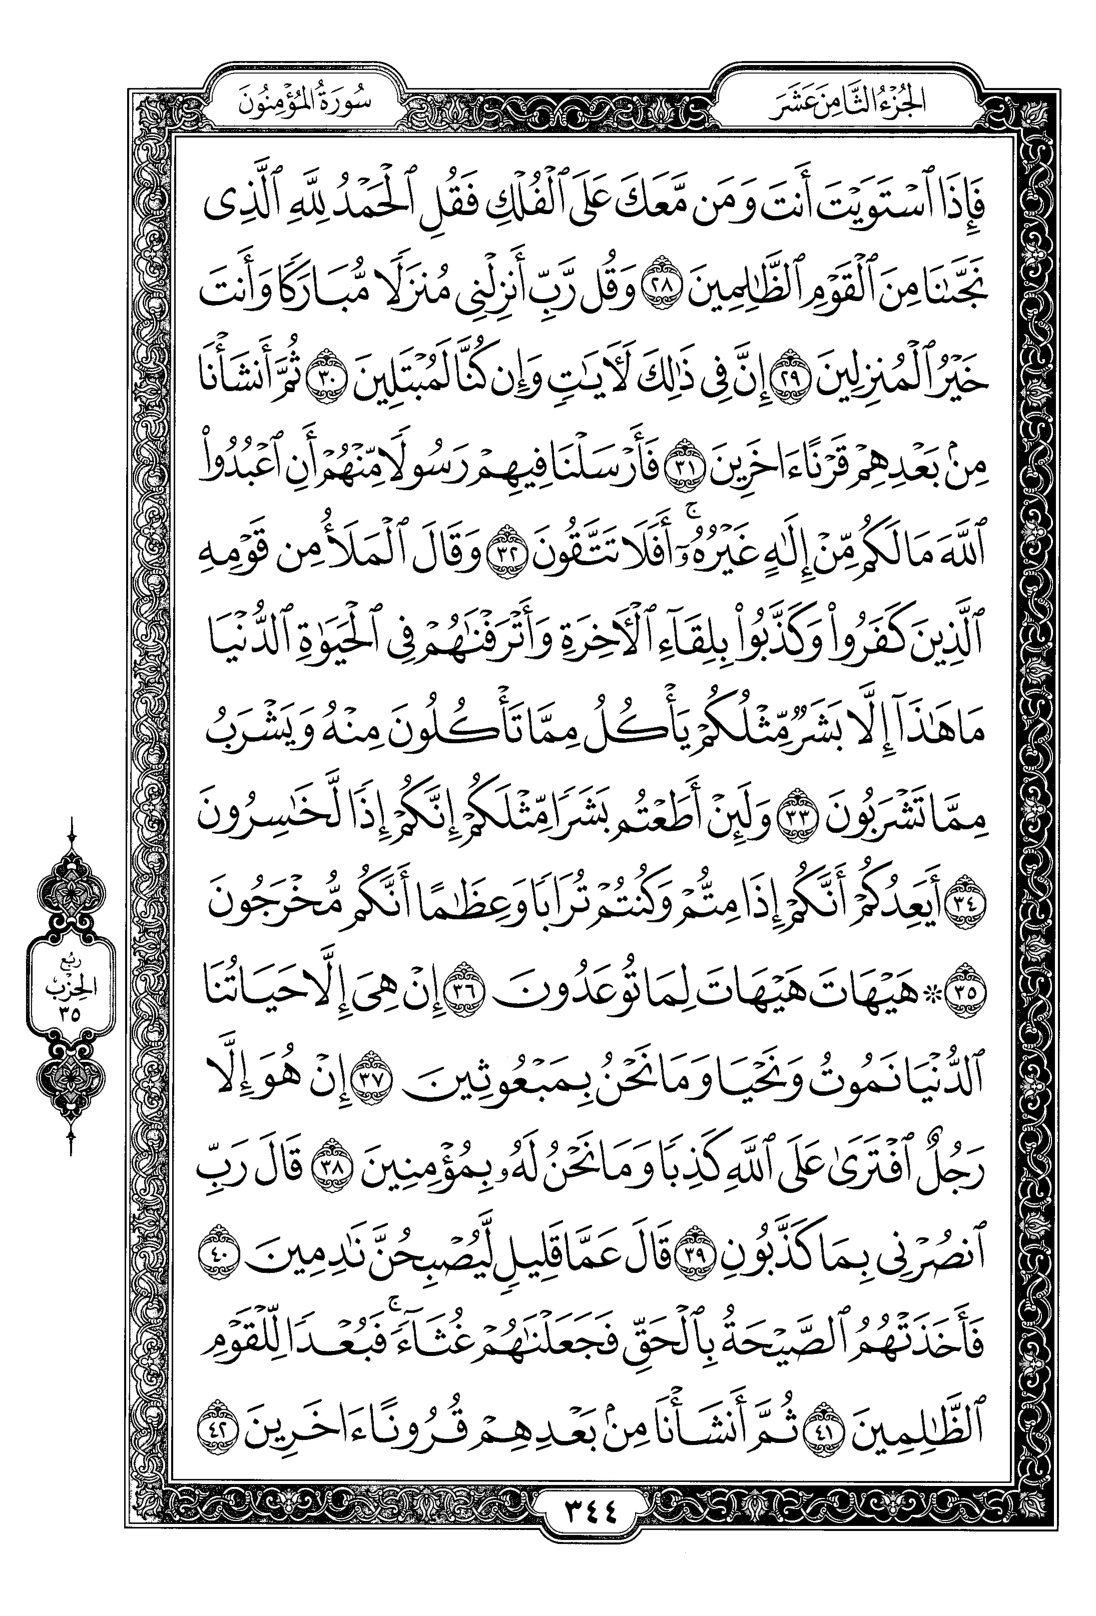 الجُزْءُ الثَّامِنَ عَشَرَ
سُورَةُ المُؤْمِنُونَ
فَإِذَا ٱسْتَوَيْتَ أَنتَ وَمَن مَّعَكَ عَلَى ٱلْفُلْكِ فَقُلِ ٱلْحَمْدُ لِلَّهِ ٱلَّذِى
نَجَّىٰنَا مِنَ ٱلْقَوْمِ ٱلظَّٰلِمِينَ ٢٨ وَقُل رَّبِّ أَنزِلْنِى مُنزَلًا مُّبَارَكًا وَأَنتَ
خَيْرُ ٱلْمُنزِلِينَ ٢٩ إِنَّ فِى ذَٰلِكَ لَـَٔايَٰتٍ وَإِن كُنَّا لَمُبْتَلِينَ ٣٠ ثُمَّ أَنشَأْنَا
مِنۢ بَعْدِهِمْ قَرْنًا ءَاخَرِينَ ٣١ فَأَرْسَلْنَا فِيهِمْ رَسُولًا مِّنْهُمْ أَنِ ٱعْبُدُوا۟
ٱللَّهَ مَا لَكُم مِّنْ إِلَٰهٍ غَيْرُهُۥٓ ۚ أَفَلَا تَتَّقُونَ ٣٢ وَقَالَ ٱلْمَلَأُ مِن قَوْمِهِ
ٱلَّذِينَ كَفَرُوا۟ وَكَذَّبُوا۟ بِلِقَآءِ ٱلْـَٔاخِرَةِ وَأَتْرَفْنَٰهُمْ فِى ٱلْحَيَوٰةِ ٱلدُّنْيَا
مَا هَٰذَآ إِلَّا بَشَرٌ مِّثْلُكُمْ يَأْكُلُ مِمَّا تَأْكُلُونَ مِنْهُ وَيَشْرَبُ
مِمَّا تَشْرَبُونَ ٣٣ وَلَئِنْ أَطَعْتُم بَشَرًا مِّثْلَكُمْ إِنَّكُمْ إِذًا لَّخَٰسِرُونَ
٣٤ أَيَعِدُكُمْ أَنَّكُمْ إِذَا مِتُّمْ وَكُنتُمْ تُرَابًا وَعِظَٰمًا أَنَّكُم مُّخْرَجُونَ
٣٥ * هَيْهَاتَ هَيْهَاتَ لِمَا تُوعَدُونَ ٣٦ إِنْ هِىَ إِلَّا حَيَاتُنَا
ٱلدُّنْيَا نَمُوتُ وَنَحْيَا وَمَا نَحْنُ بِمَبْعُوثِينَ ٣٧ إِنْ هُوَ إِلَّا
رَجُلٌ ٱفْتَرَىٰ عَلَى ٱللَّهِ كَذِبًا وَمَا نَحْنُ لَهُۥ بِمُؤْمِنِينَ ٣٨ قَالَ رَبِّ
ٱنصُرْنِى بِمَا كَذَّبُونِ ٣٩ قَالَ عَمَّا قَلِيلٍ لَّيُصْبِحُنَّ نَٰدِمِينَ ٤٠
فَأَخَذَتْهُمُ ٱلصَّيْحَةُ بِٱلْحَقِّ فَجَعَلْنَٰهُمْ غُثَآءً ۚ فَبُعْدًا لِّلْقَوْمِ
ٱلظَّٰلِمِينَ ٤١ ثُمَّ أَنشَأْنَا مِنۢ بَعْدِهِمْ قُرُونًا ءَاخَرِينَ ٤٢
رُبُع
الحِزْب
٣٥
٣٤٤